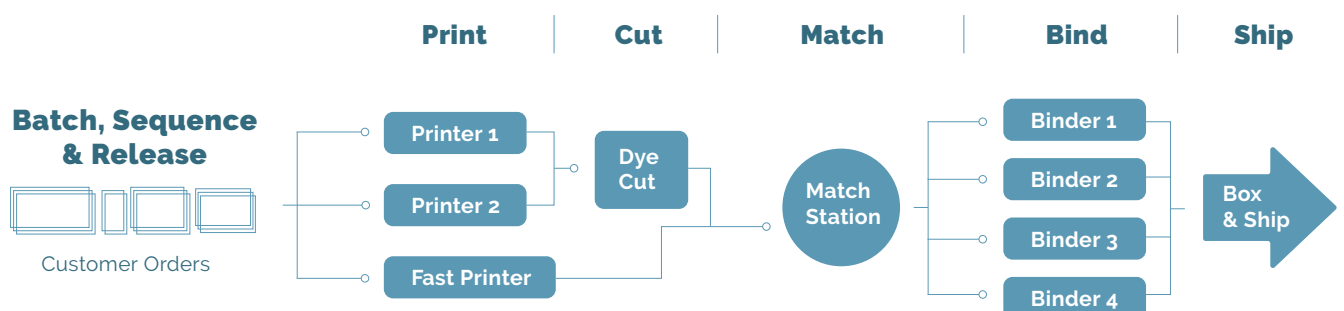 Print
Cut
Match
Bind
Ship
Batch, Sequence
& Release
Customer Orders
Printer 1
Printer 2
Fast Printer
Dye
Cut
Match
Station
Binder 1
Binder 2
Binder 3
Binder 4
Box
& Ship